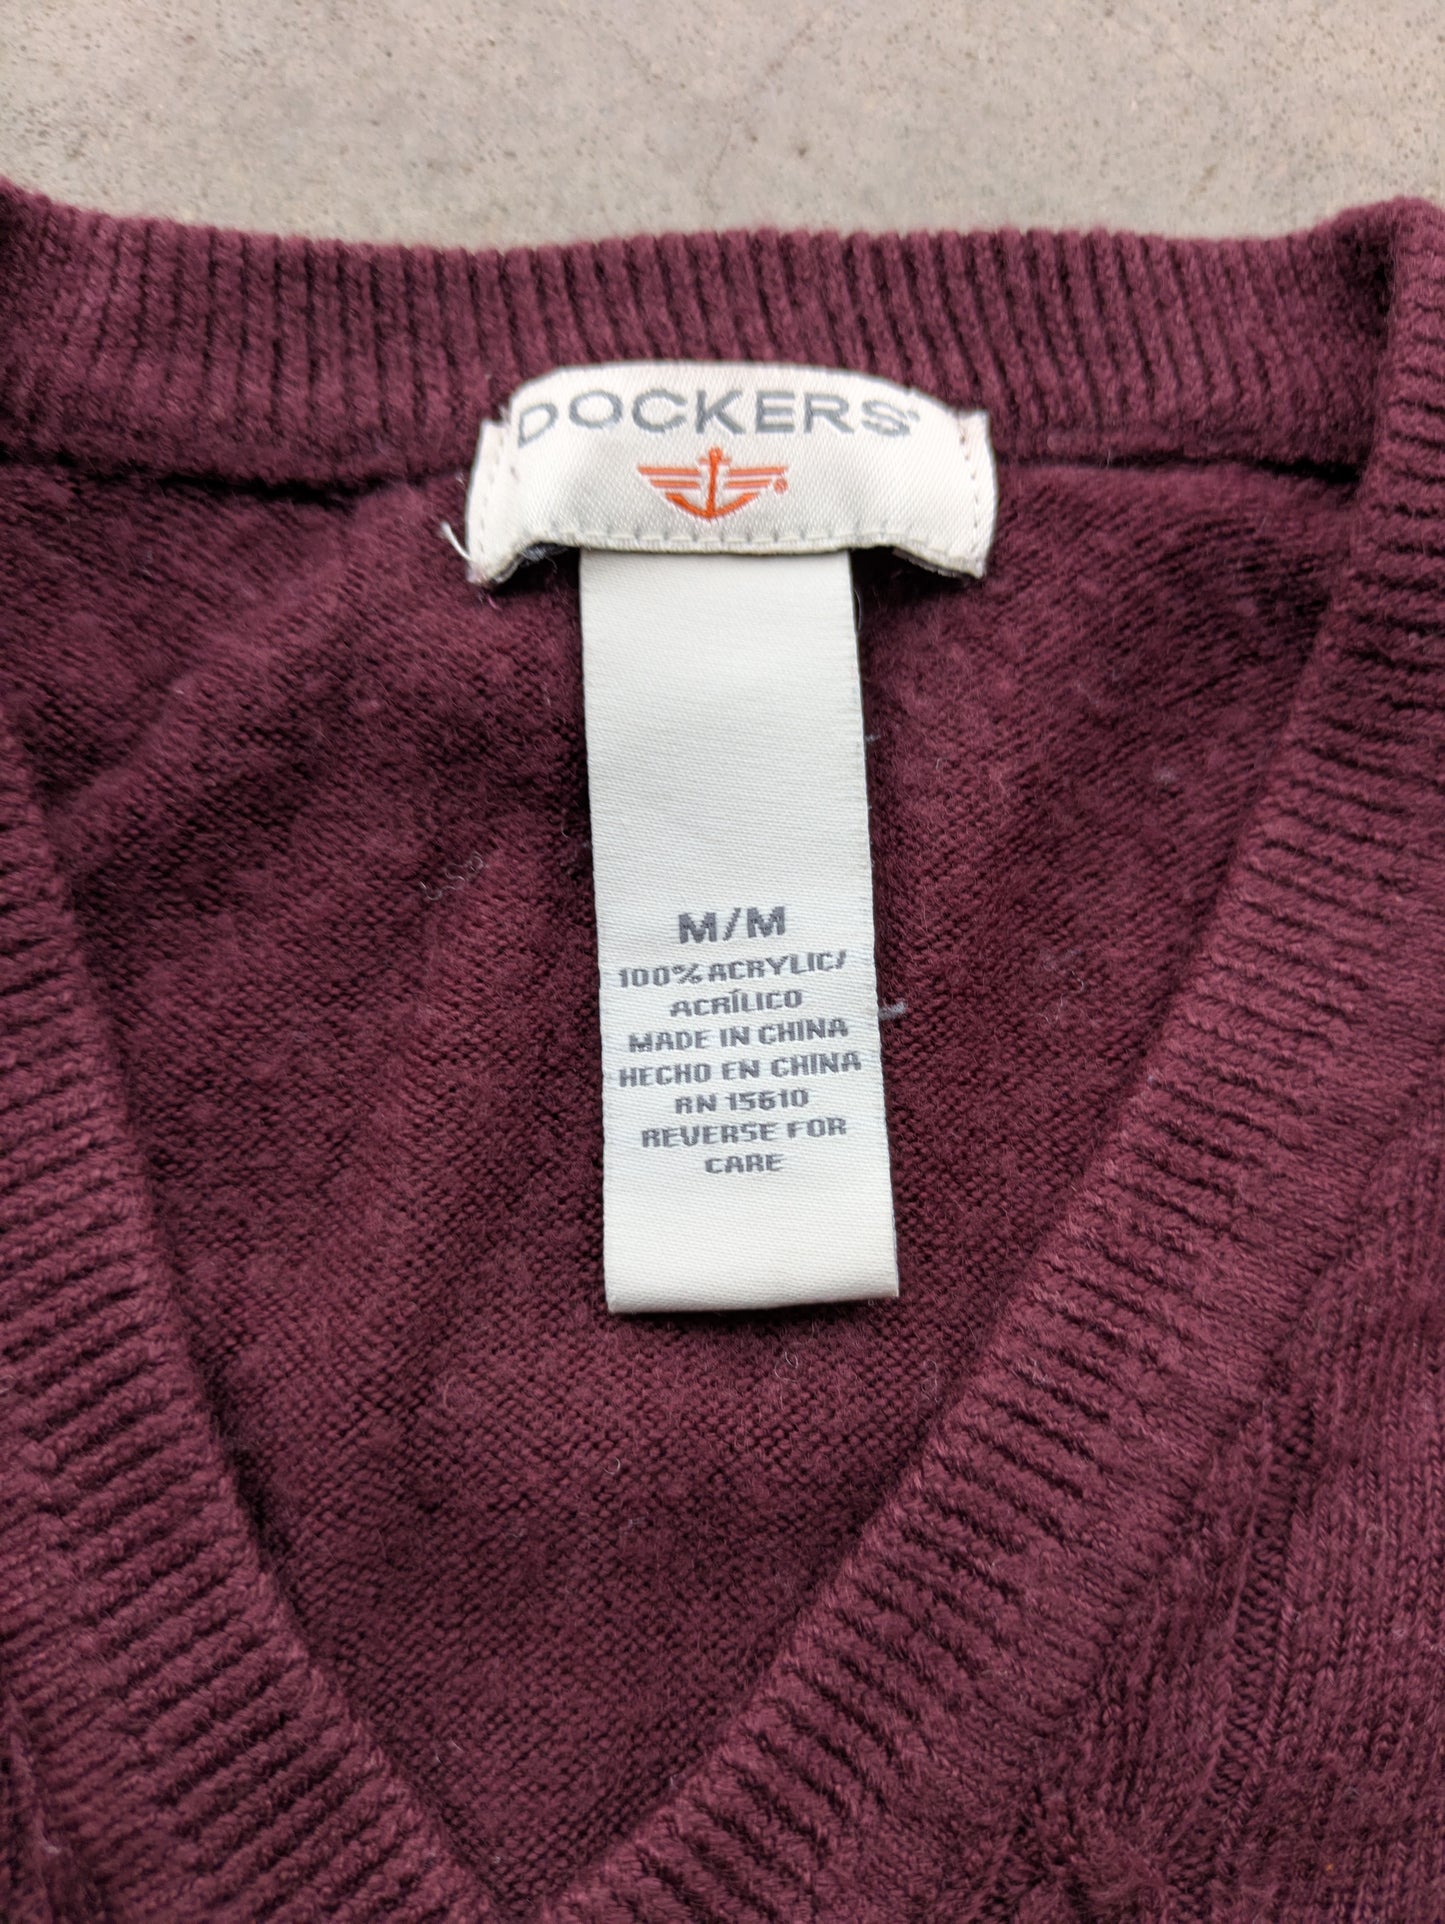 DOCKERS®
®
M/M
100% ACRYLIC/
ACRÍLICO
MADE IN CHINA
HECHO EN CHINA
RN 15610
REVERSE FOR
CARE